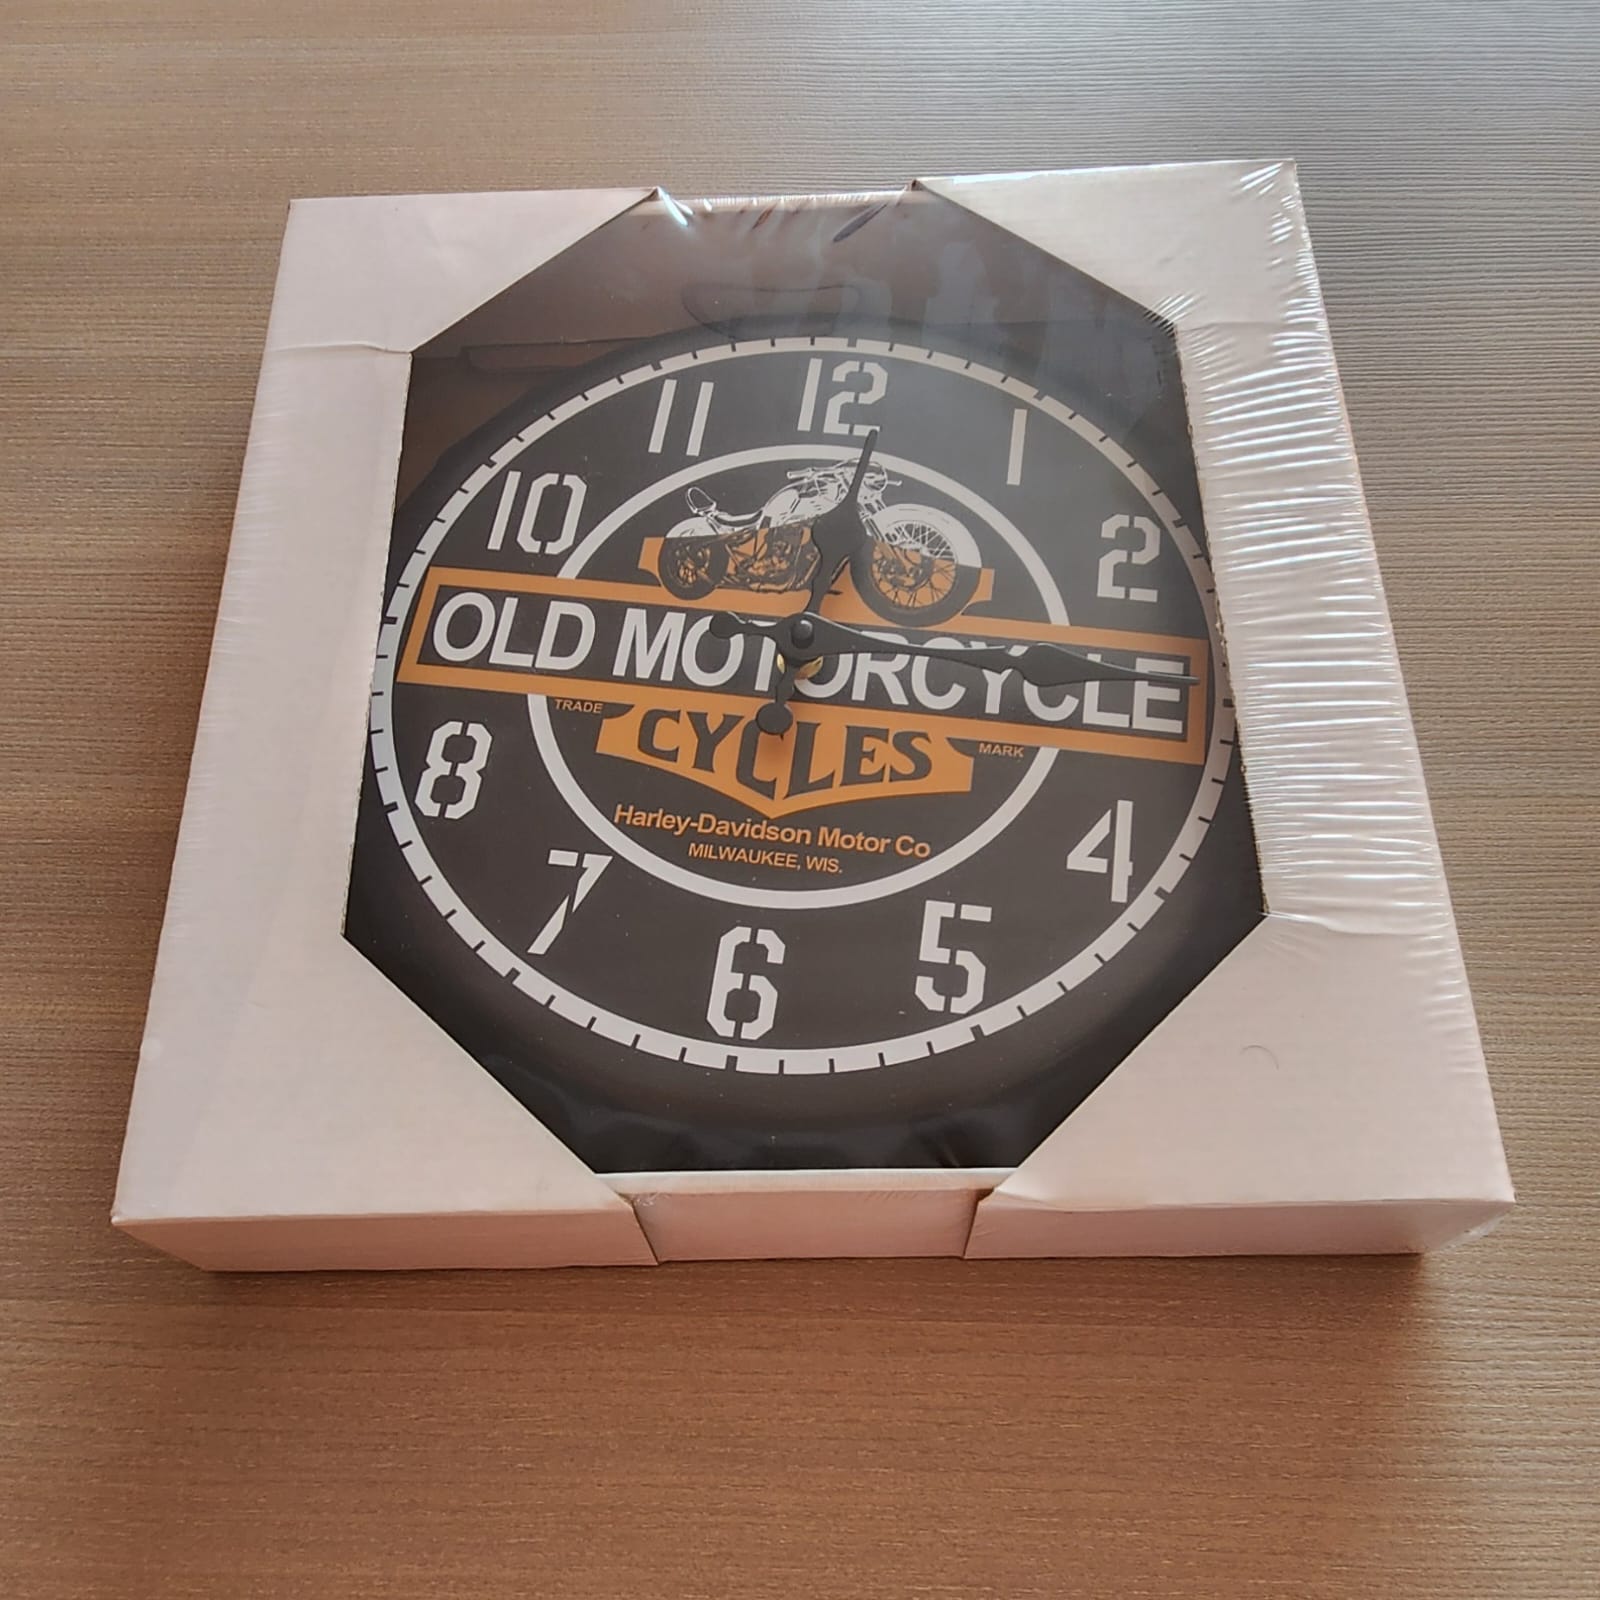 12
11
1
10
2
OLD MOTORCYCLE
TRADE
CYCLES
MARK
8
4
Harley-Davidson Motor Co
MILWAUKEE, WIS.
7
5
6